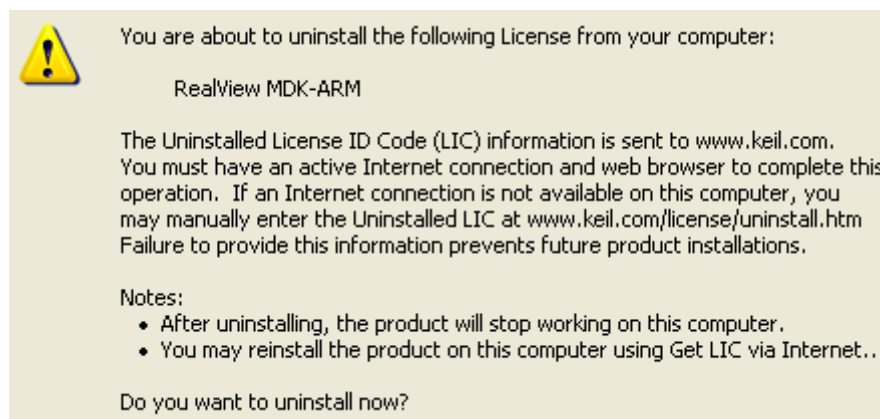 You are about to uninstall the following License from your computer:
RealView MDK-ARM
The Uninstalled License ID Code (LIC) information is sent to www.keil.com.
You must have an active Internet connection and web browser to complete this
operation. If an Internet connection is not available on this computer, you
may manually enter the Uninstalled LIC at www.keil.com/license/uninstall.htm
Failure to provide this information prevents future product installations.
Notes:
• After uninstalling, the product will stop working on this computer.
• You may reinstall the product on this computer using Get LIC via Internet..
Do you want to uninstall now?